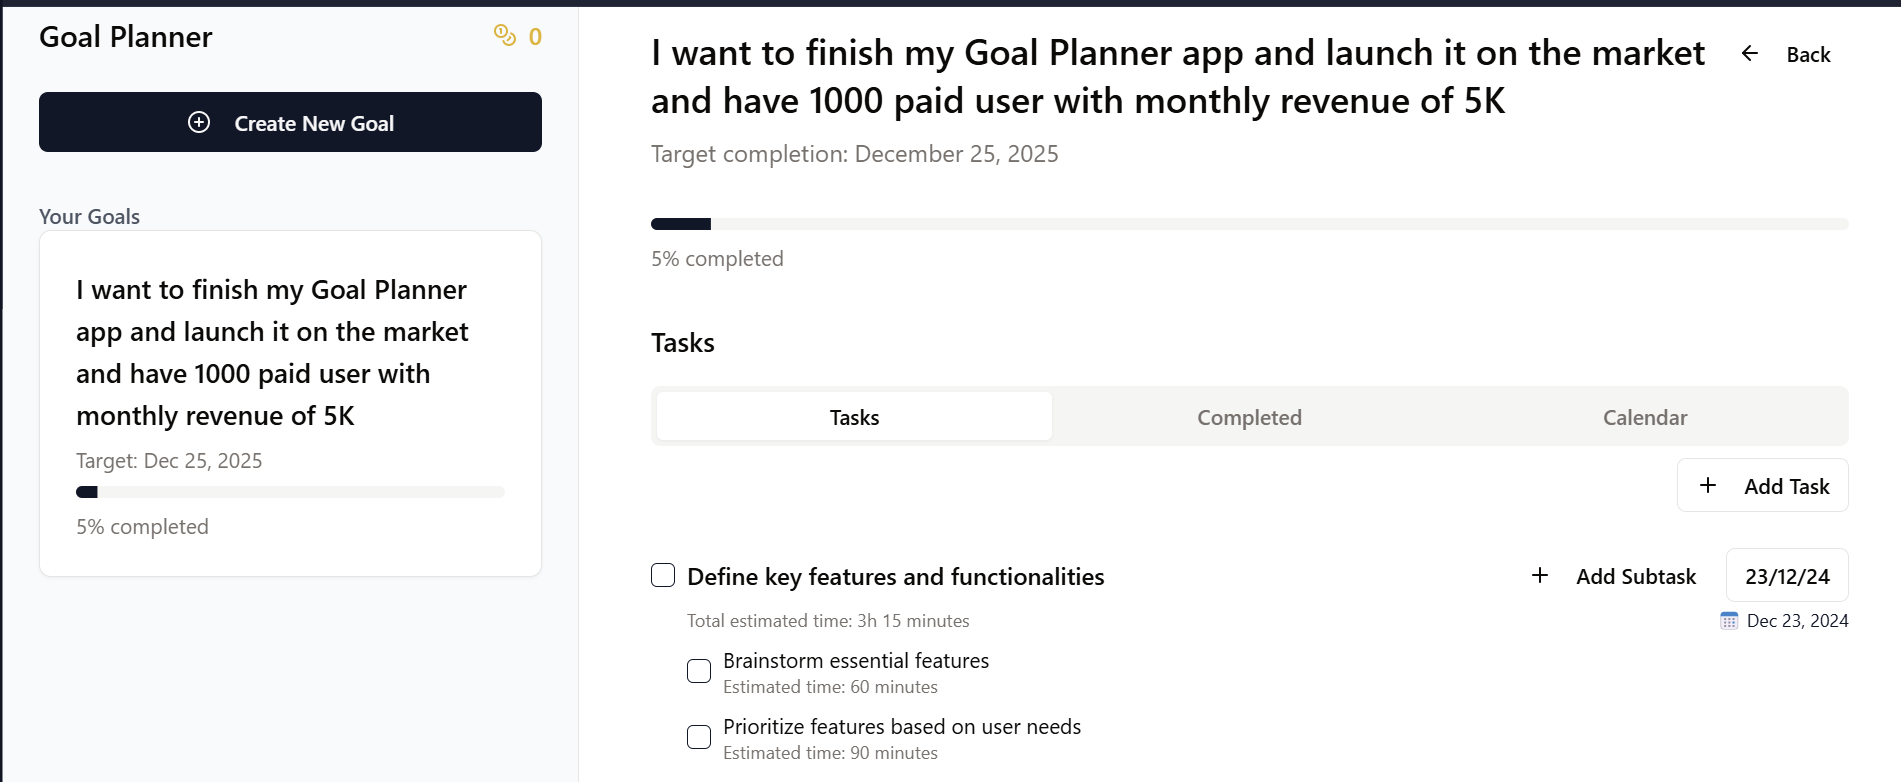 Goal Planner
0
Create New Goal
Your Goals
I want to finish my Goal Planner
app and launch it on the market
and have 1000 paid user with
monthly revenue of 5K
Target: Dec 25, 2025
5% completed
I want to finish my Goal Planner app and launch it on the market
and have 1000 paid user with monthly revenue of 5K
Back
Target completion: December 25, 2025
5% completed
Tasks
Tasks
Completed
Calendar
Add Task
Define key features and functionalities
Add Subtask
23/12/24
Total estimated time: 3h 15 minutes
Dec 23, 2024
Brainstorm essential features
Estimated time: 60 minutes
Prioritize features based on user needs
Estimated time: 90 minutes